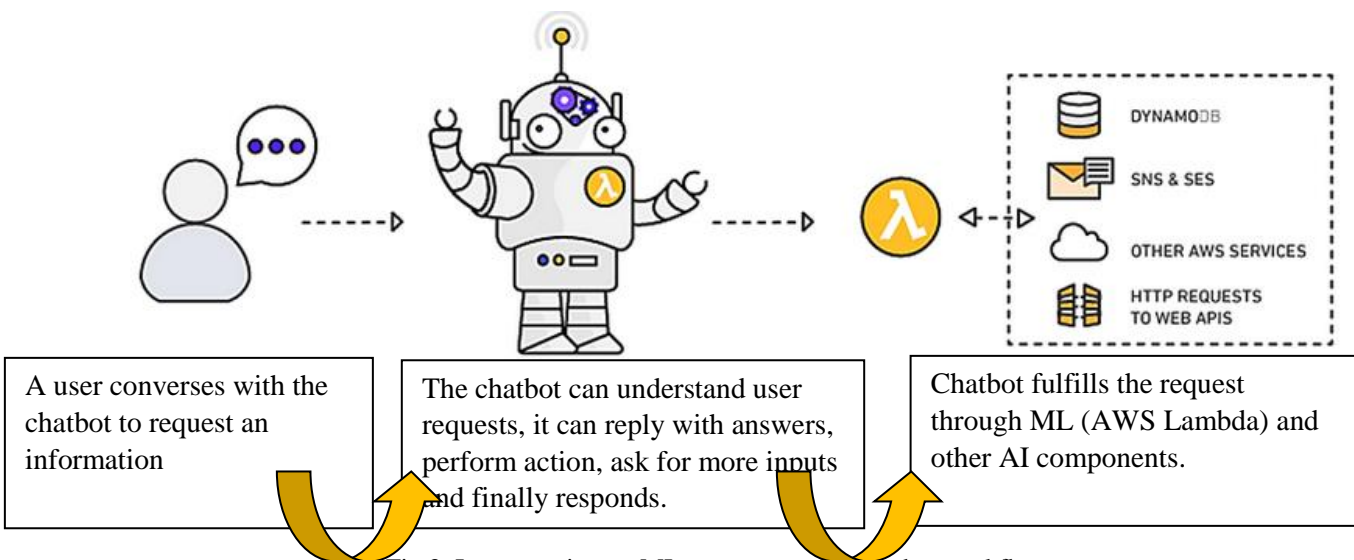 DYNAMODB
SNS & SES
OTHER AWS SERVICES
HTTP REQUESTS
TO WEB APIS
λ
λ
A user converses with the
chatbot to request an
information
The chatbot can understand user
requests, it can reply with answers,
perform action, ask for more inputs
and finally responds.
Chatbot fulfills the request
through ML (AWS Lambda) and
other AI components.